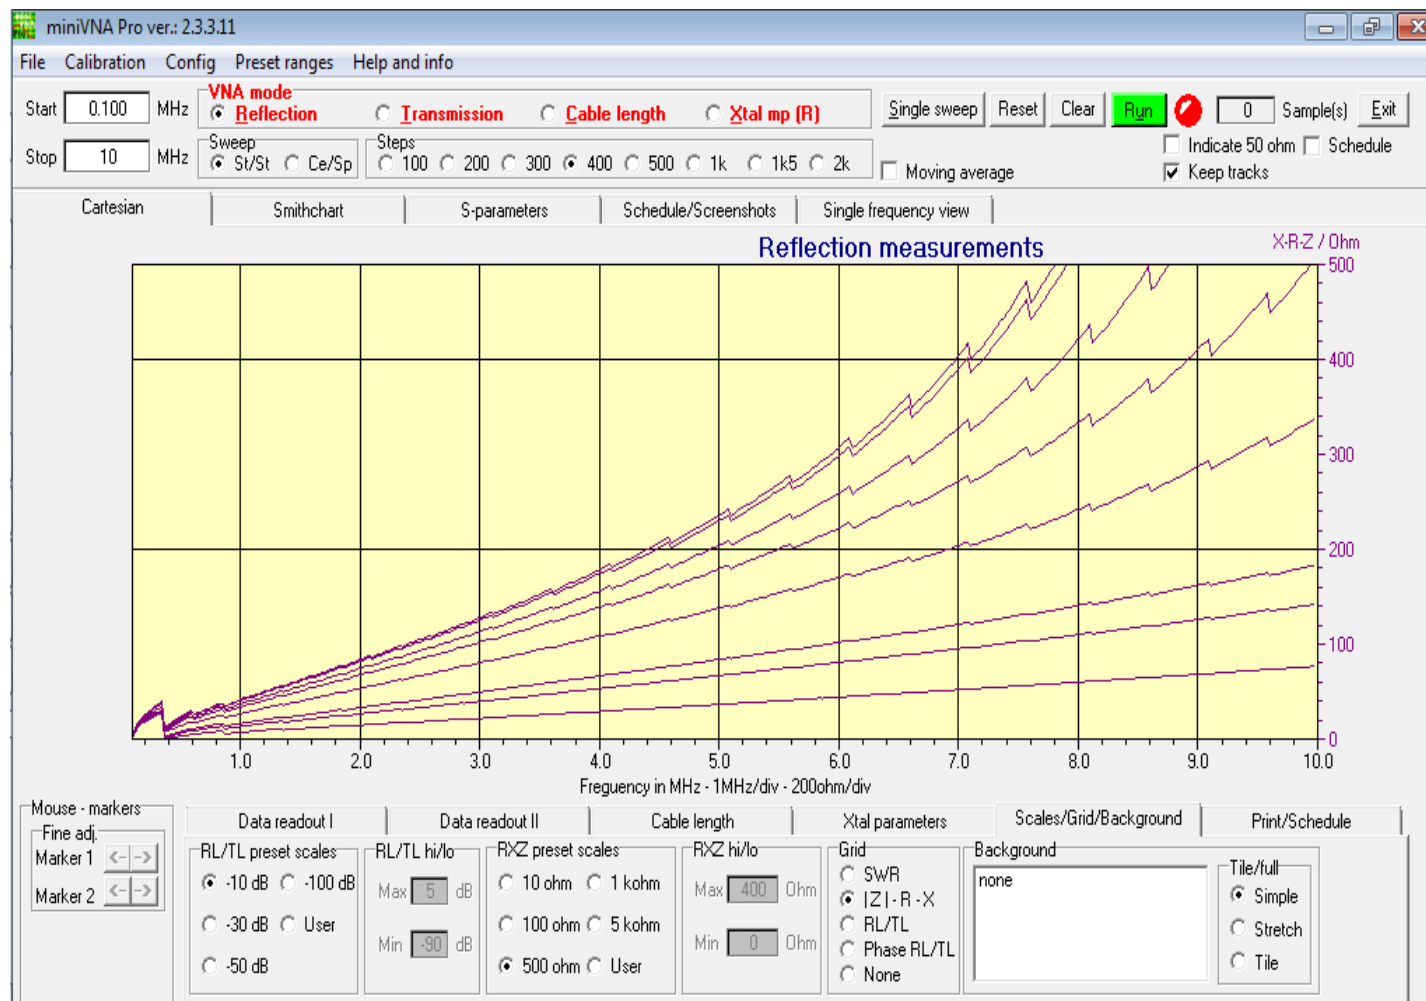 miniVNA Pro ver.: 2.3.3.11
File Calibration Config Preset ranges Help and info
Start 0.100 MHz
Stop 10 MHz
VNA mode
Reflection Transmission Cable length Xtal mp (R)
Sweep
St/St Ce/Sp
Steps
100 200 300 400 500 1k 1k5 2k
Single sweep Reset Clear Run 0 Sample(s) Exit
Indicate 50 ohm Schedule
Moving average Keep tracks
Cartesian Smithchart S-parameters Schedule/Screenshots Single frequency view
Reflection measurements
X-R-Z / Ohm
500
400
300
200
100
0
1.0 2.0 3.0 4.0 5.0 6.0 7.0 8.0 9.0 10.0
Frequency in MHz - 1MHz/div - 200ohm/div
Mouse - markers
Fine adj.
Marker 1 <- ->
Marker 2 <- ->
Data readout I Data readout II Cable length Xtal parameters Scales/Grid/Background Print/Schedule
RL/TL preset scales
-10 dB -100 dB
-30 dB User
-50 dB
RL/TL hi/lo
Max 5 dB
Min -90 dB
RXZ preset scales
10 ohm 1 kohm
100 ohm 5 kohm
500 ohm User
RXZ hi/lo
Max 400 Ohm
Min 0 Ohm
Grid
SWR
|Z| - R - X
RL/TL
Phase RL/TL
None
Background
none
Tile/full
Simple
Stretch
Tile